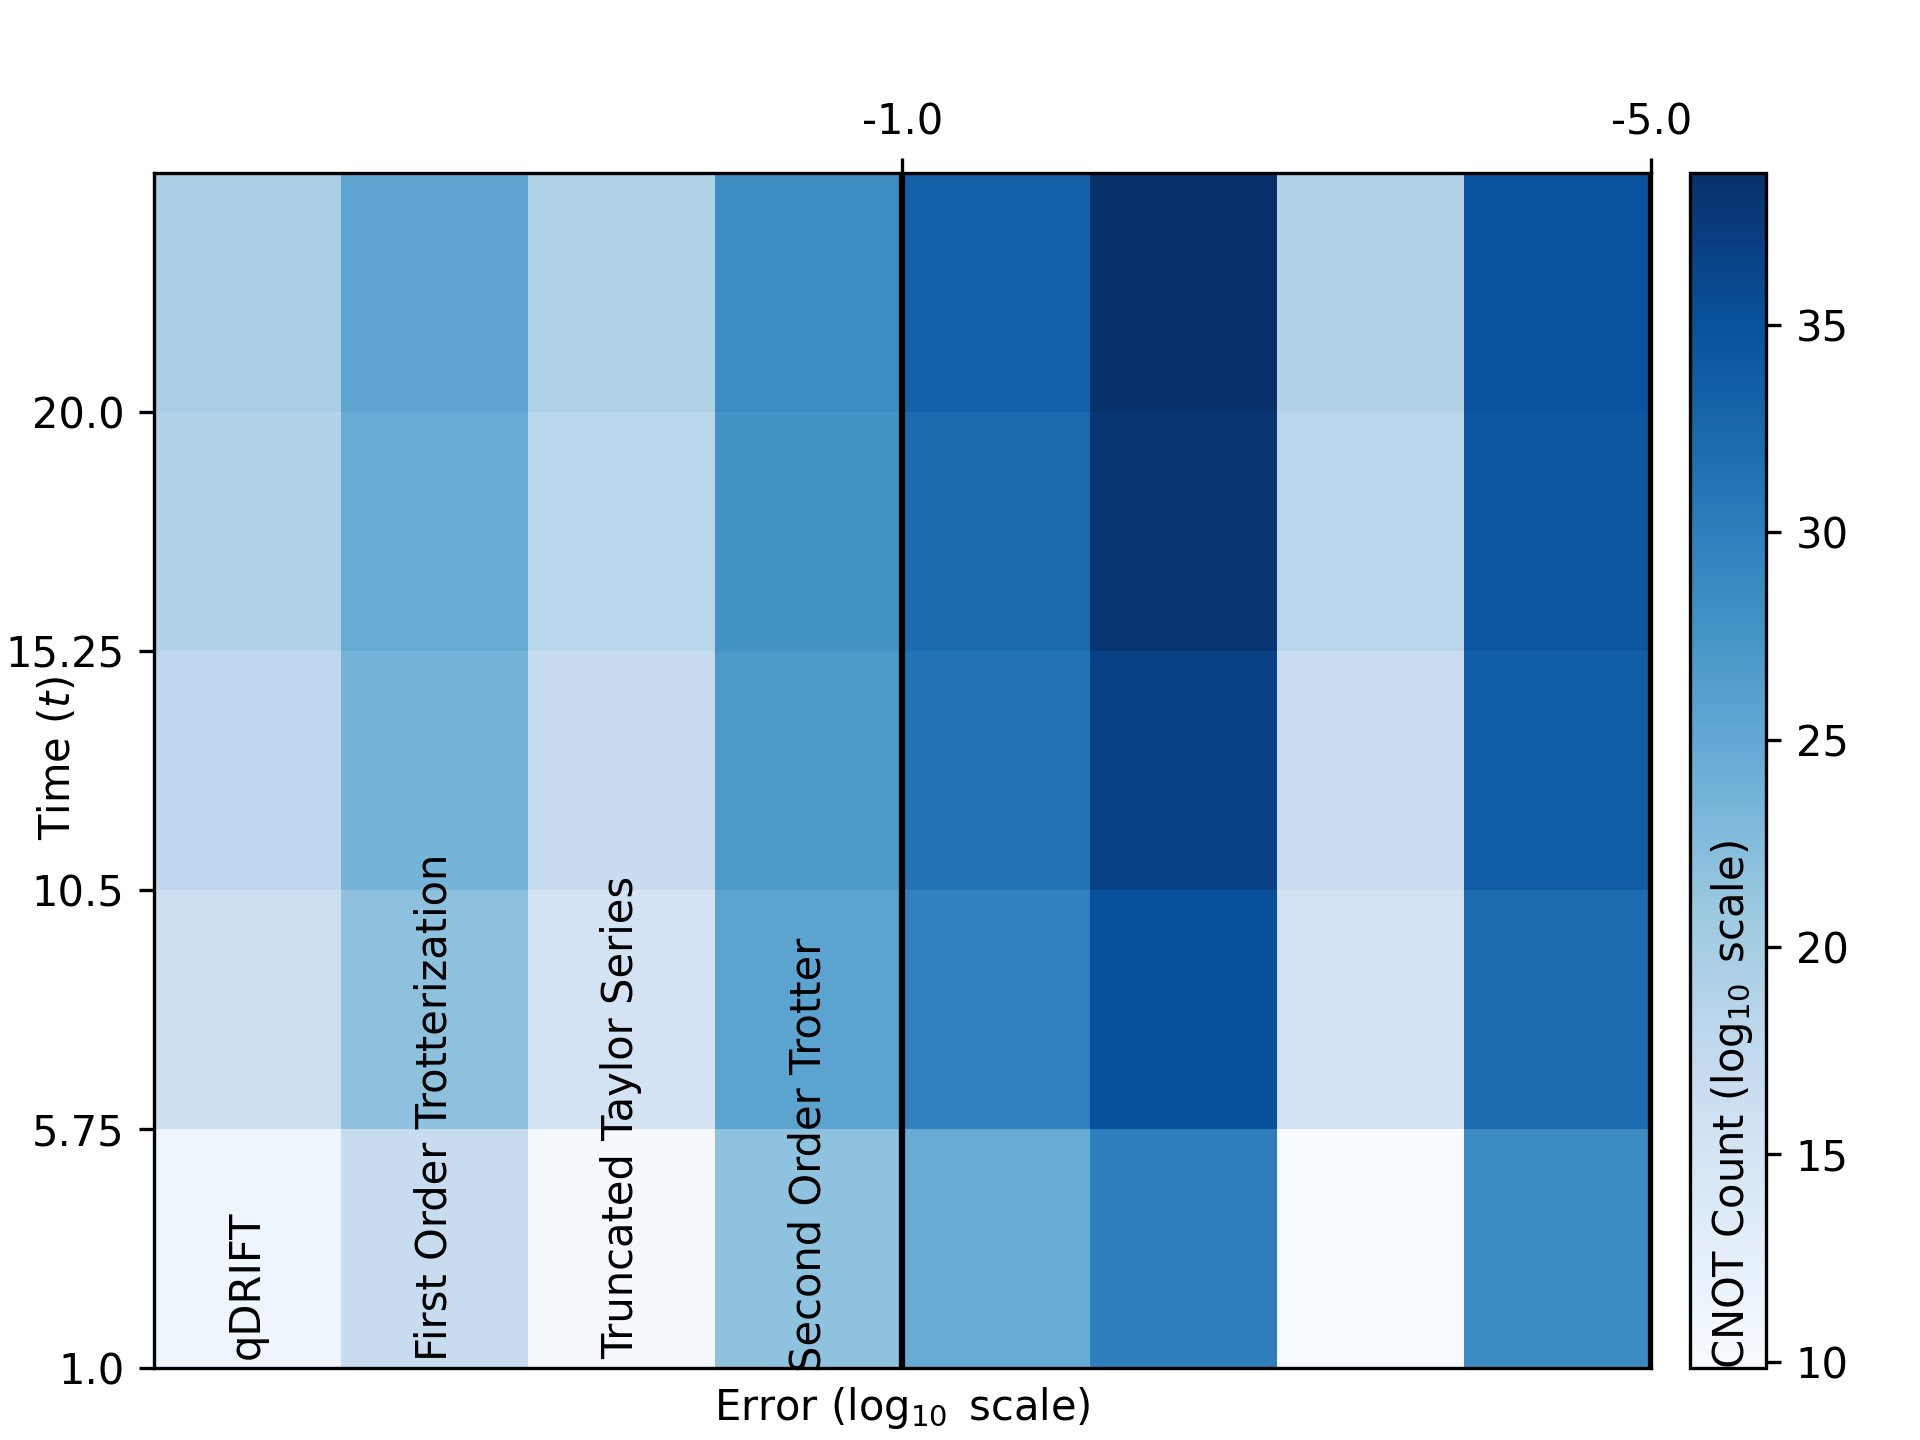 -1.0
-5.0
20.0
15.25
10.5
5.75
1.0
Time (t)
qDRIFT
First Order Trotterization
Truncated Taylor Series
Second Order Trotter
Error (log₁₀ scale)
35
30
25
20
15
10
CNOT Count (log₁₀ scale)